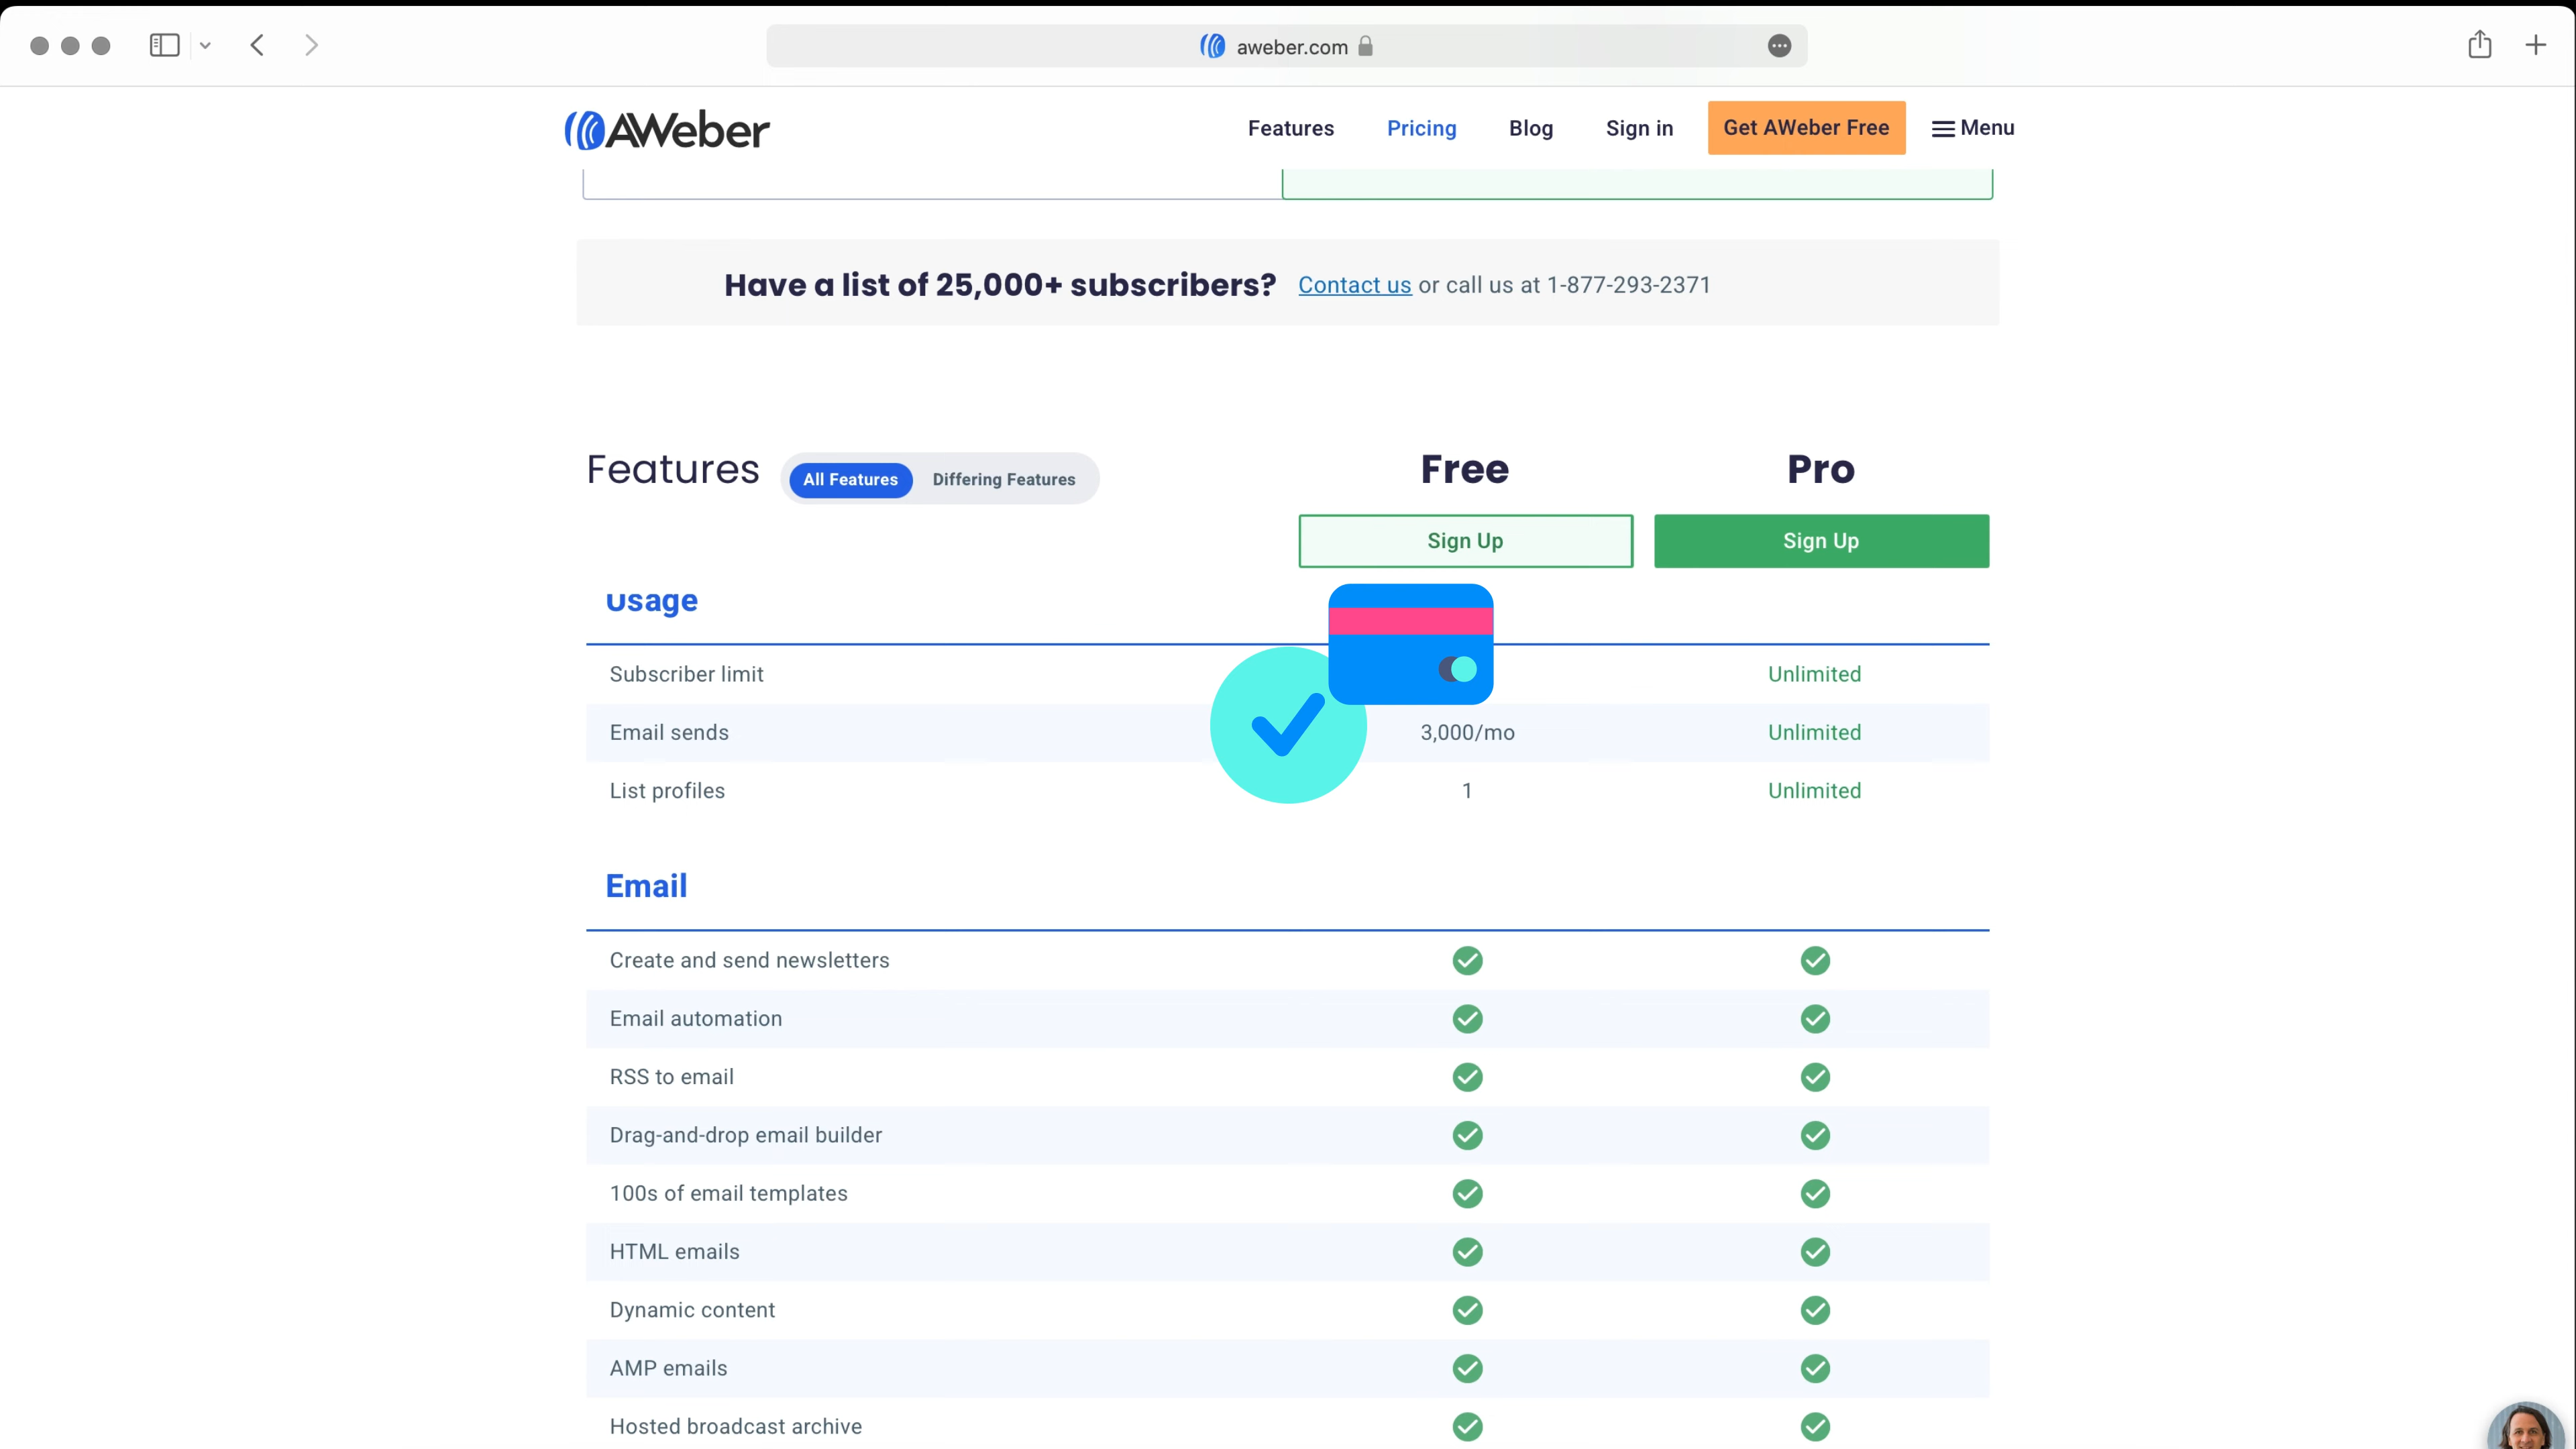 aweber.com
AWeber
Features Pricing Blog Sign in Get AWeber Free Menu
Have a list of 25,000+ subscribers? Contact us or call us at 1-877-293-2371
Features All Features Differing Features Free Pro
Sign Up Sign Up
Usage
Subscriber limit Unlimited
Email sends 3,000/mo Unlimited
List profiles 1 Unlimited
Email
Create and send newsletters
Email automation
RSS to email
Drag-and-drop email builder
100s of email templates
HTML emails
Dynamic content
AMP emails
Hosted broadcast archive